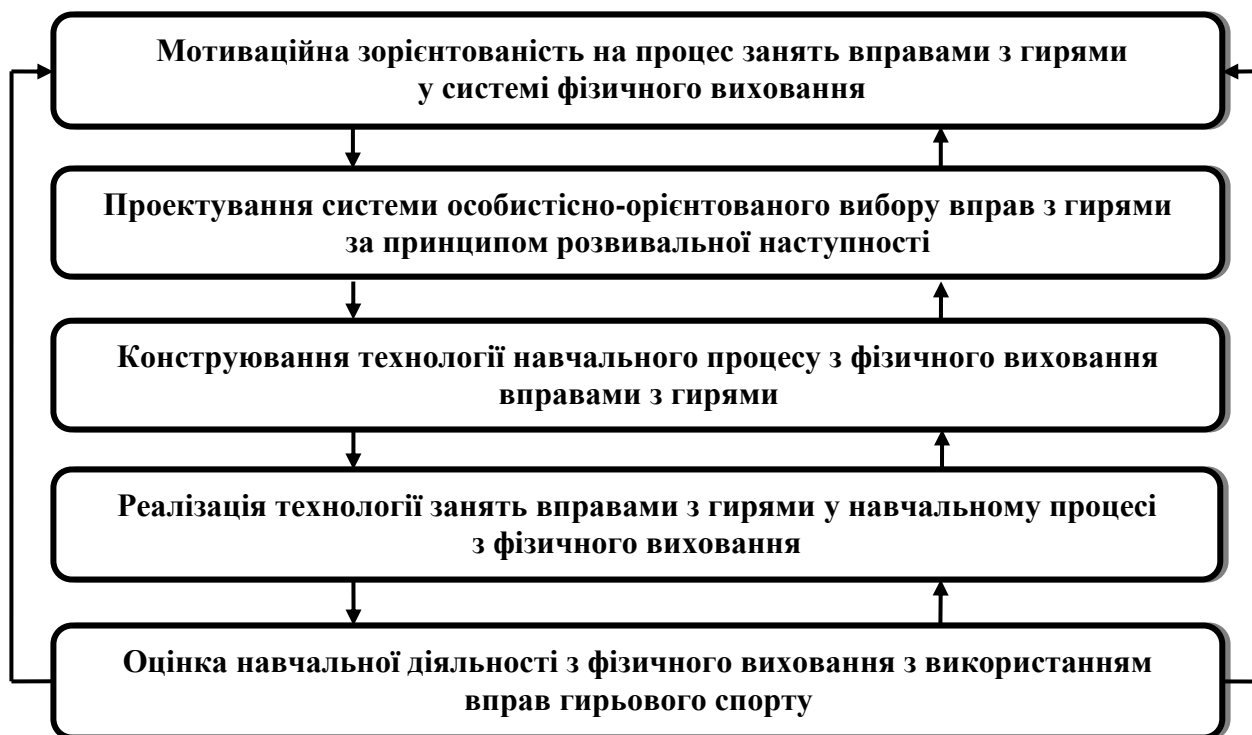 Мотиваційна зорієнтованість на процес занять вправами з гирями
у системі фізичного виховання
Проектування системи особистісно-орієнтованого вибору вправ з гирями
за принципом розвивальної наступності
Конструювання технології навчального процесу з фізичного виховання
вправами з гирями
Реалізація технології занять вправами з гирями у навчальному процесі
з фізичного виховання
Оцінка навчальної діяльності з фізичного виховання з використанням
вправ гирьового спорту